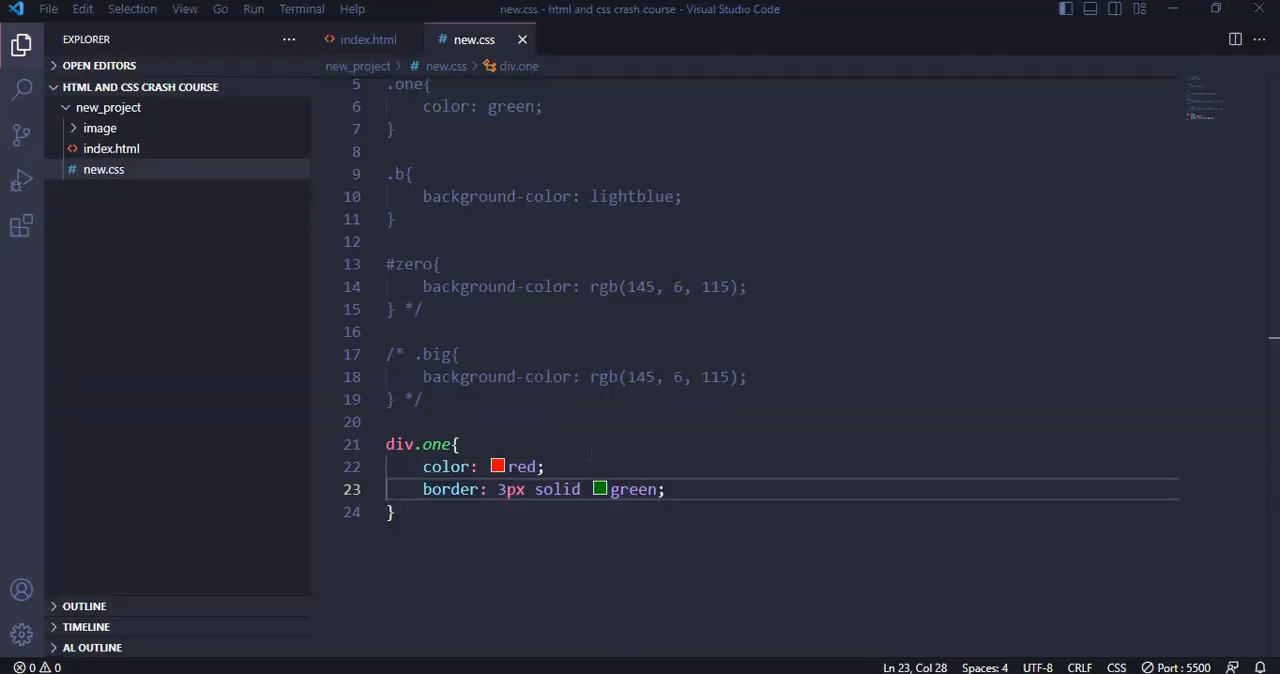 File Edit Selection View Go Run Terminal Help new.css - html and css crash course - Visual Studio Code
EXPLORER ... index.html # new.css
OPEN EDITORS new_project > # new.css > div.one
HTML AND CSS CRASH COURSE
new_project
image
index.html
# new.css
5 .one{
6 color: green;
7 }
8
9 .b{
10 background-color: lightblue;
11 }
12
13 #zero{
14 background-color: rgb(145, 6, 115);
15 } */
16
17 /* .big{
18 background-color: rgb(145, 6, 115);
19 } */
20
21 div.one{
22 color: red;
23 border: 3px solid green;
24 }
OUTLINE
TIMELINE
AL OUTLINE
0 0 Ln 23, Col 28 Spaces: 4 UTF-8 CRLF CSS Port : 5500